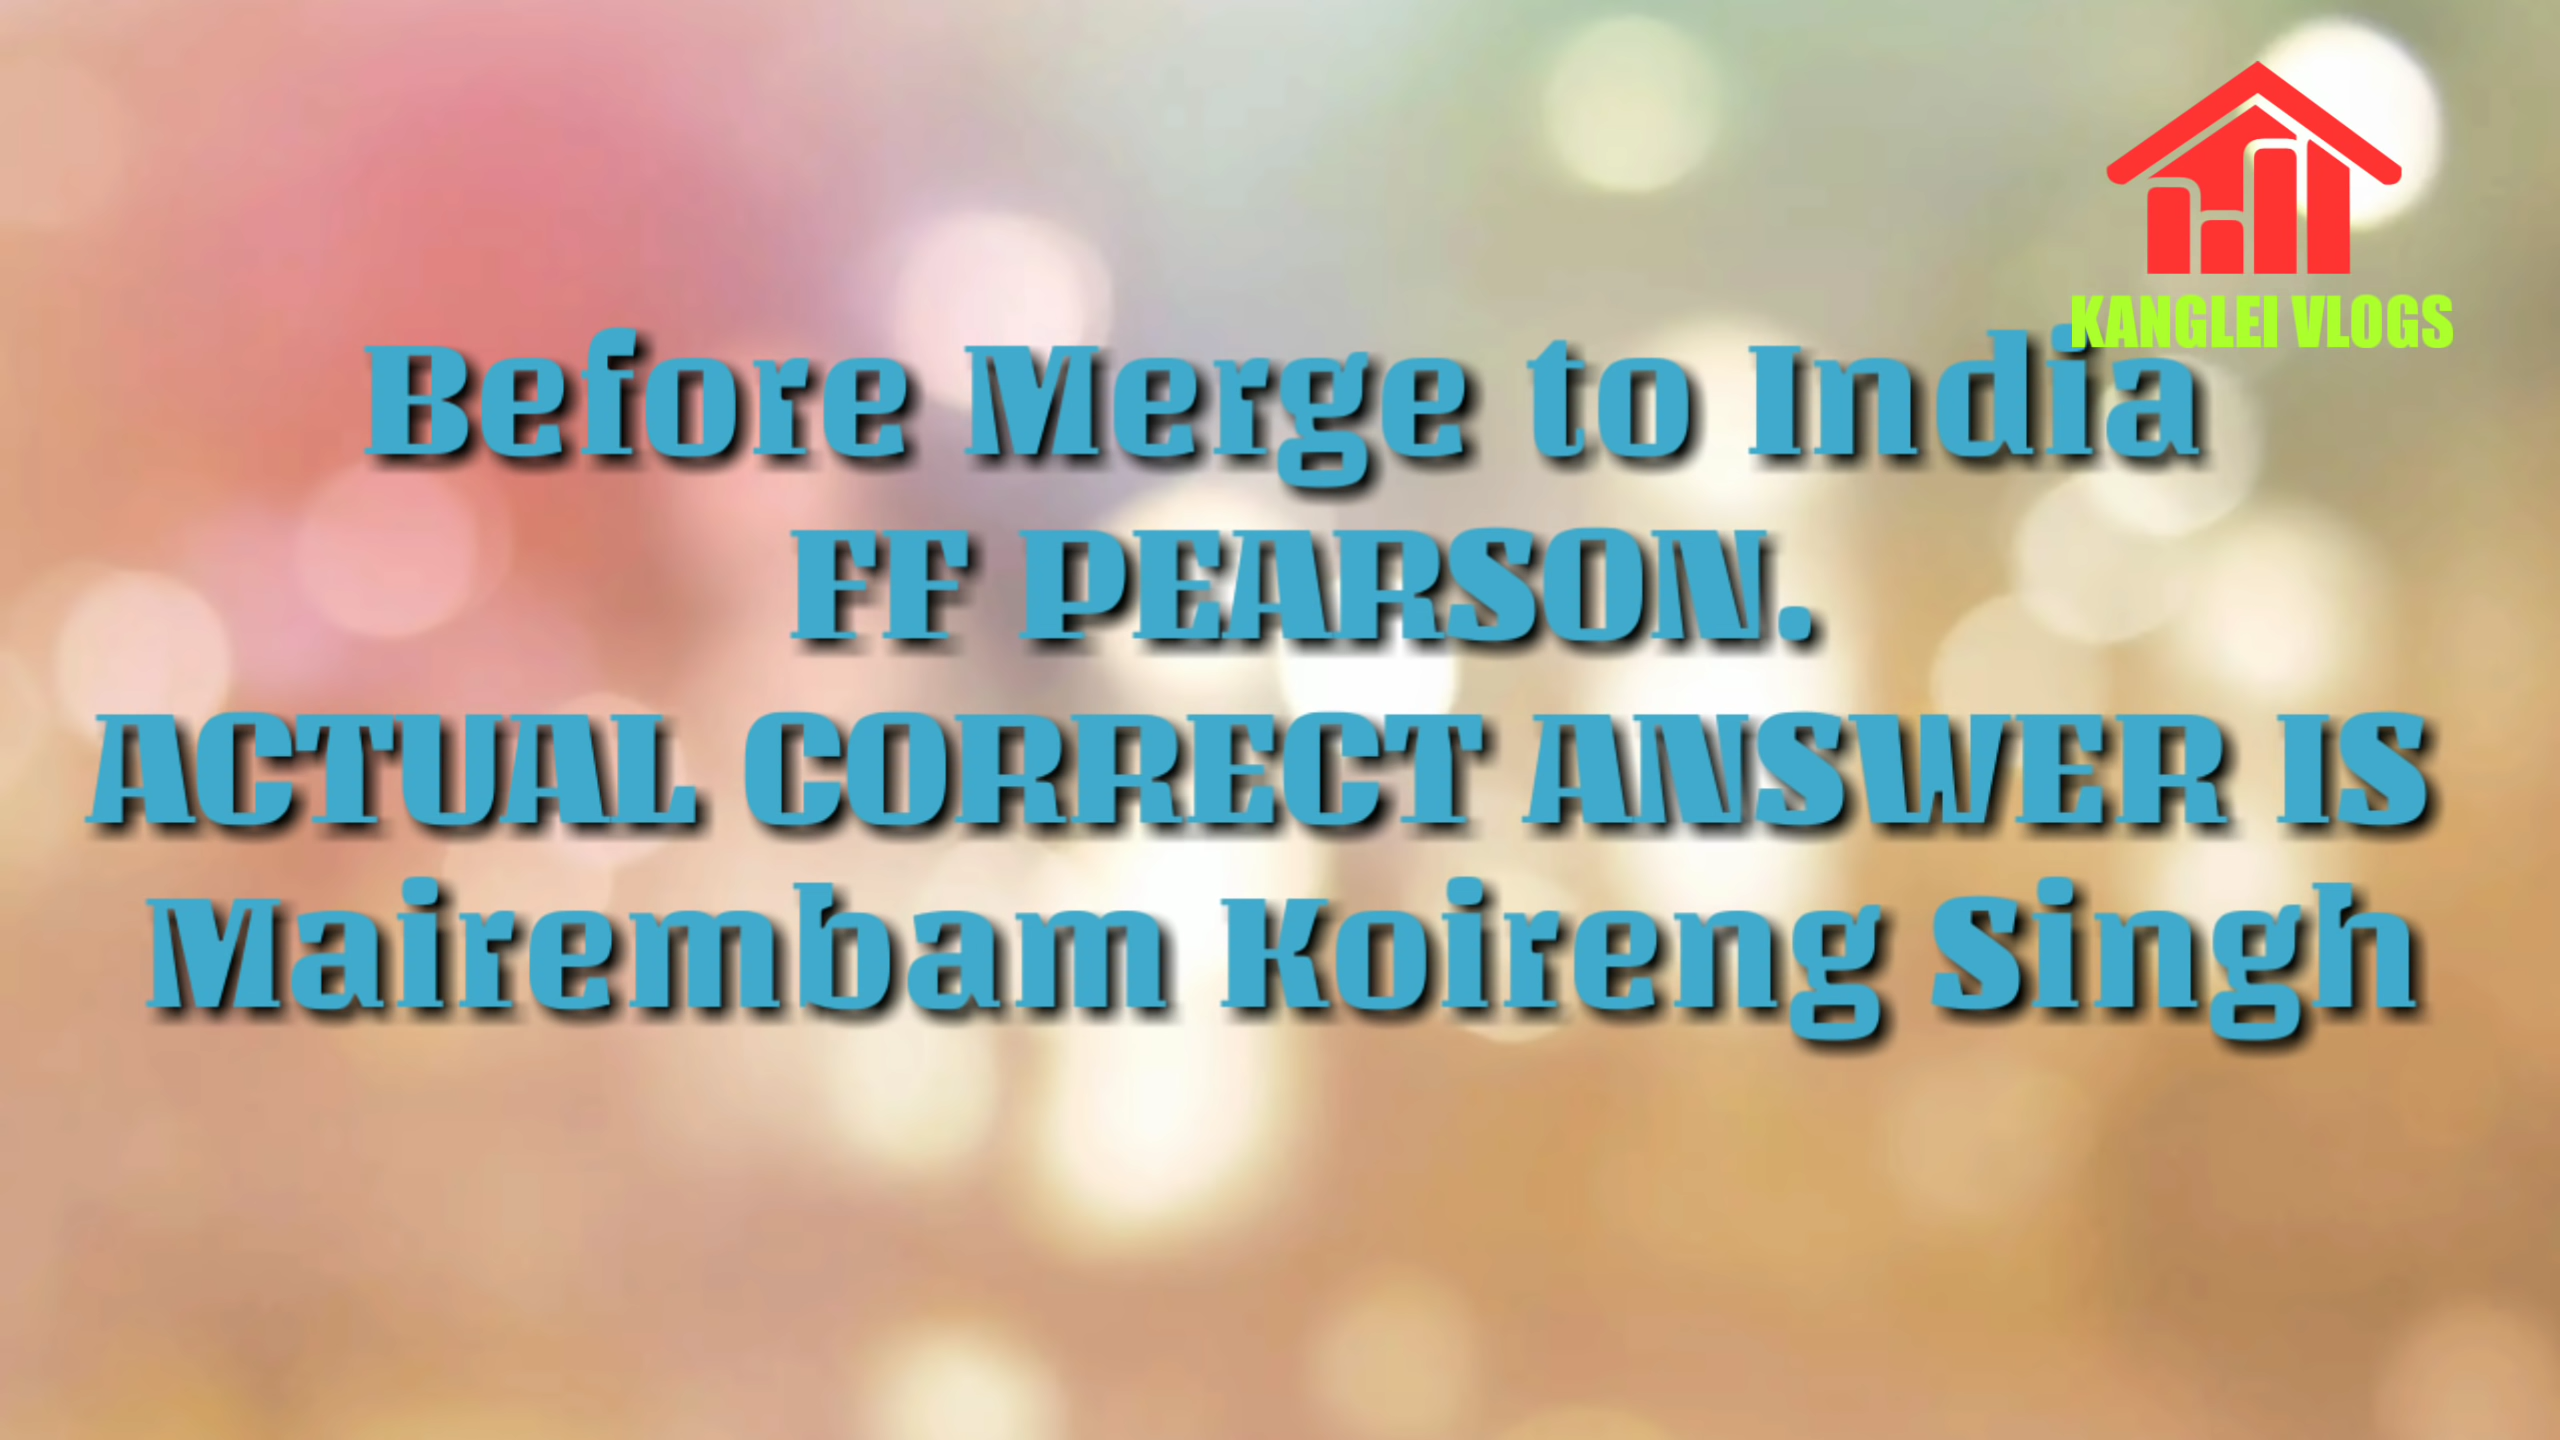 KANGLEI VLOGS
Before Merge to India
FF PEARSON.
ACTUAL CORRECT ANSWER IS
Mairembam Koireng Singh